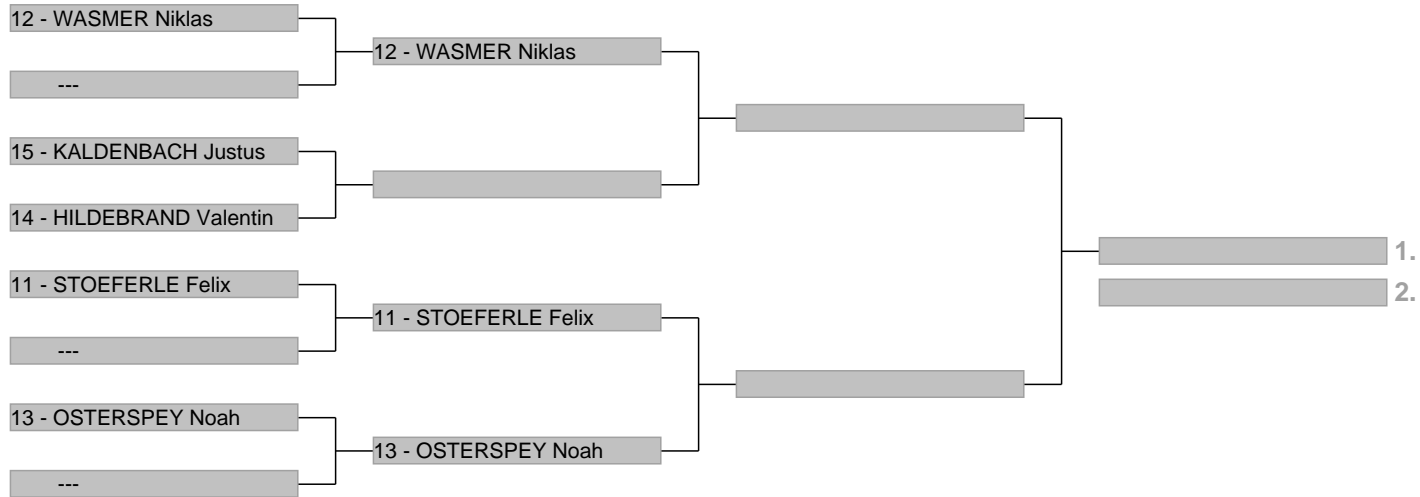 12 - WASMER Niklas
---
15 - KALDENBACH Justus
14 - HILDEBRAND Valentin
11 - STOEFERLE Felix
---
13 - OSTERSPEY Noah
---
12 - WASMER Niklas
11 - STOEFERLE Felix
13 - OSTERSPEY Noah
1.
2.